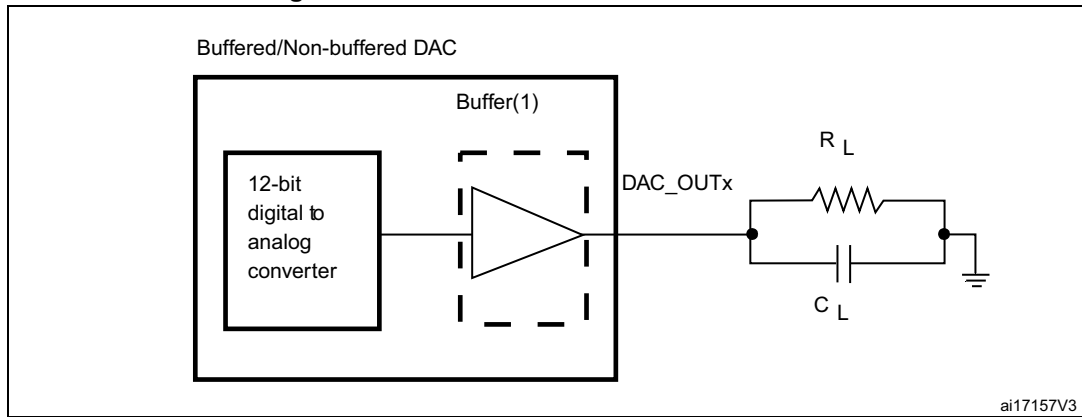 Buffered/Non-buffered DAC
Buffer(1)
12-bit
digital to
analog
converter
DAC_OUTx
R L
C L
ai17157V3